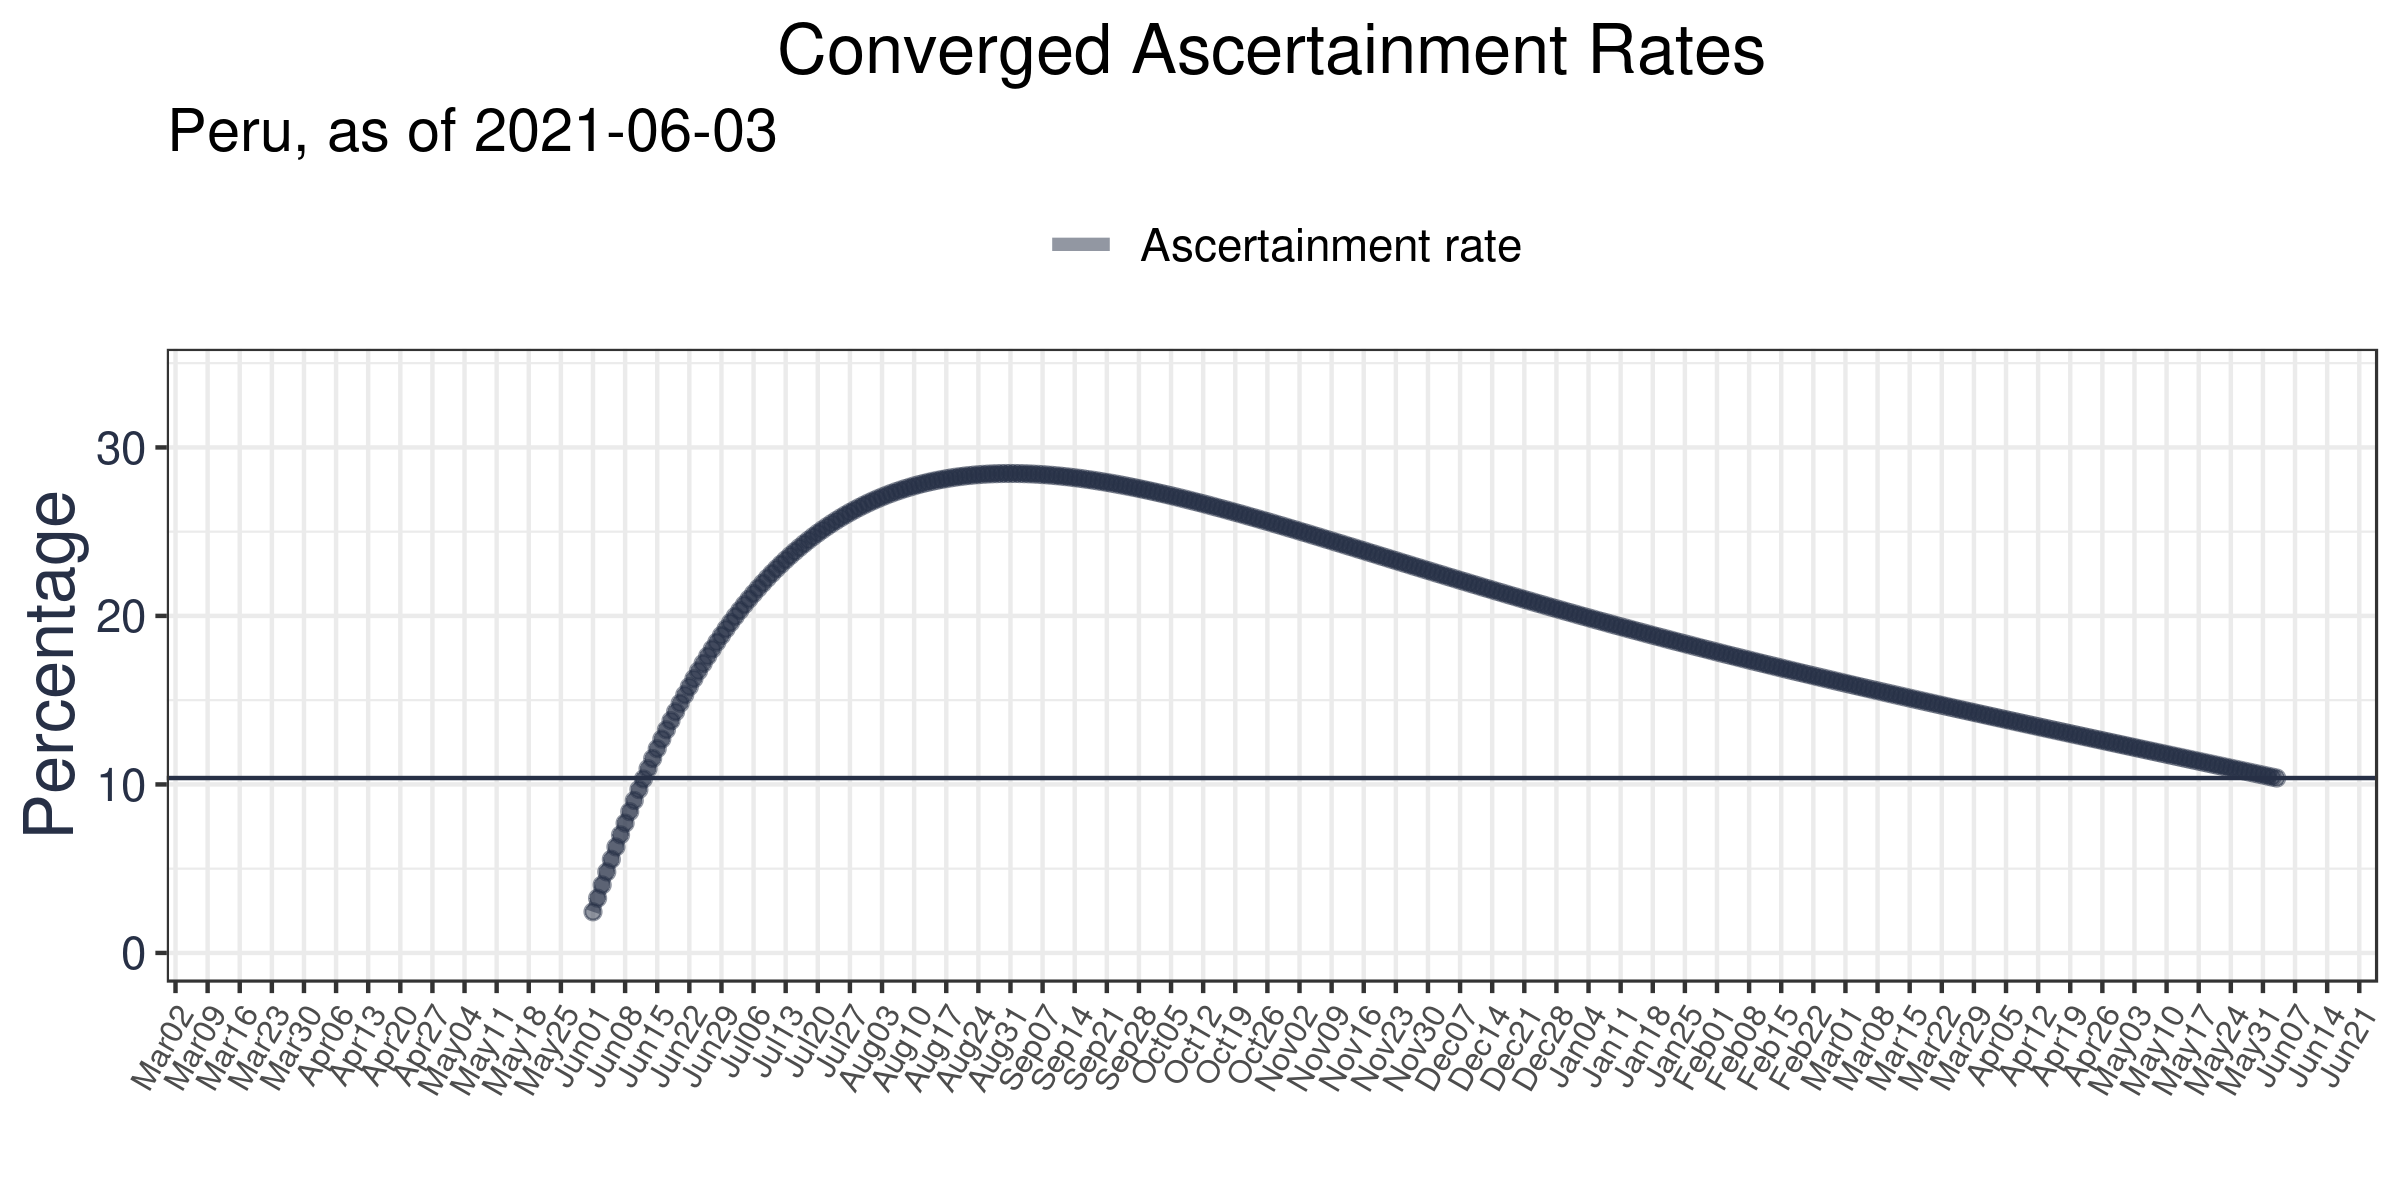 Converged Ascertainment Rates
Peru, as of 2021-06-03
Ascertainment rate
Percentage
30
20
10
0
Mar02 Mar09 Mar16 Mar23 Mar30 Apr06 Apr13 Apr20 Apr27 May04 May11 May18 May25 Jun01 Jun08 Jun15 Jun22 Jun29 Jul06 Jul13 Jul20 Jul27 Aug03 Aug10 Aug17 Aug24 Aug31 Sep07 Sep14 Sep21 Sep28 Oct05 Oct12 Oct19 Oct26 Nov02 Nov09 Nov16 Nov23 Nov30 Dec07 Dec14 Dec21 Dec28 Jan04 Jan11 Jan18 Jan25 Feb01 Feb08 Feb15 Feb22 Mar01 Mar08 Mar15 Mar22 Mar29 Apr05 Apr12 Apr19 Apr26 May03 May10 May17 May24 May31 Jun07 Jun14 Jun21